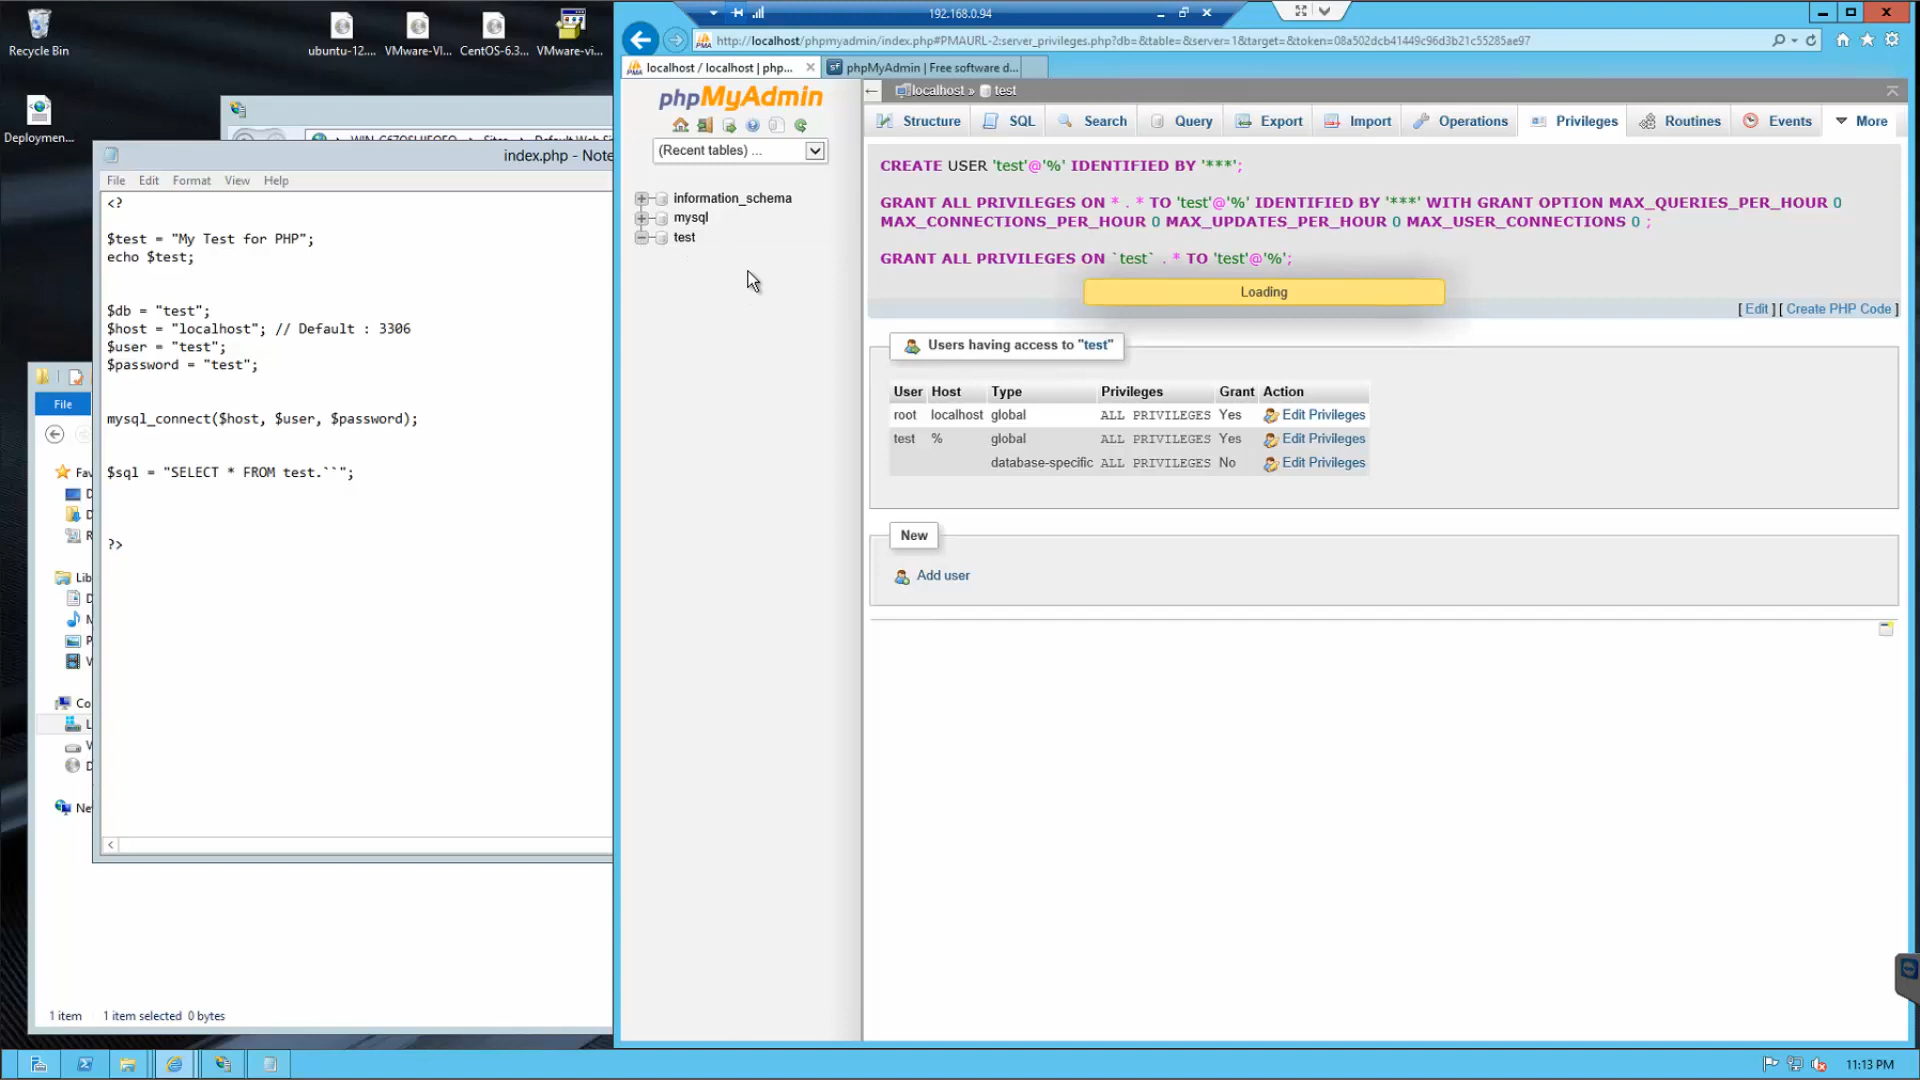 Recycle Bin
ubuntu-12....
VMware-VI...
CentOS-6.3...
VMware-vi...
Deploymen...
192.168.0.94
http://localhost/phpmyadmin/index.php#PMAURL-2:server_privileges.php?db=&table=&server=1&target=&token=08a502dcb41449c96d3b21c55285ae97
localhost / localhost | php...
phpMyAdmin | Free software d...
index.php - Note
File Edit Format View Help
<?
$test = "My Test for PHP";
echo $test;
$db = "test";
$host = "localhost"; // Default : 3306
$user = "test";
$password = "test";
mysql_connect($host, $user, $password);
$sql = "SELECT * FROM test.``";
?>
File
Fav
D
D
R
Lib
D
M
P
V
Co
L
V
D
Ne
1 item 1 item selected 0 bytes
phpMyAdmin
(Recent tables) ...
information_schema
mysql
test
localhost » test
Structure SQL Search Query Export Import Operations Privileges Routines Events More
CREATE USER 'test'@'%' IDENTIFIED BY '***';
GRANT ALL PRIVILEGES ON * . * TO 'test'@'%' IDENTIFIED BY '***' WITH GRANT OPTION MAX_QUERIES_PER_HOUR 0
MAX_CONNECTIONS_PER_HOUR 0 MAX_UPDATES_PER_HOUR 0 MAX_USER_CONNECTIONS 0 ;
GRANT ALL PRIVILEGES ON `test` . * TO 'test'@'%';
Loading
[ Edit ] [ Create PHP Code ]
Users having access to "test"
User Host Type Privileges Grant Action
root localhost global ALL PRIVILEGES Yes Edit Privileges
test % global ALL PRIVILEGES Yes Edit Privileges
database-specific ALL PRIVILEGES No Edit Privileges
New
Add user
11:13 PM